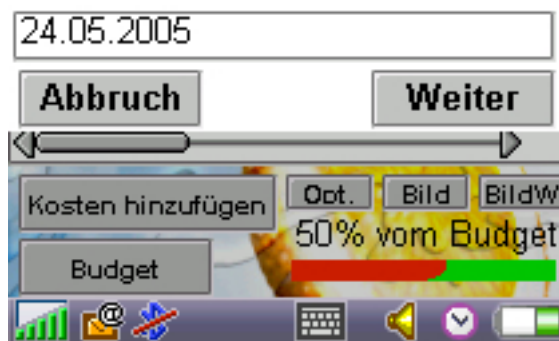 24.05.2005
Abbruch Weiter
Kosten hinzufügen Opt. Bild BildW
50% vom Budget
Budget